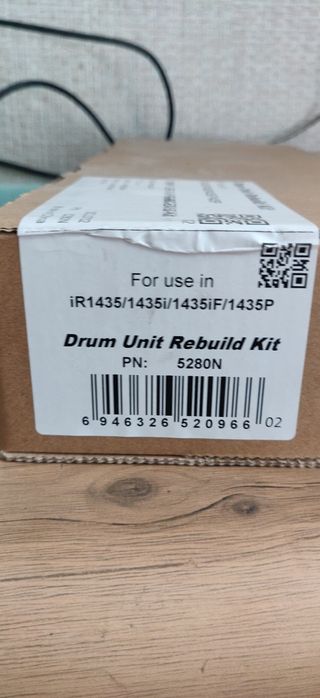 For use in
iR1435/1435i/1435iF/1435P
Drum Unit Rebuild Kit
PN: 5280N
6 946326 520966 02